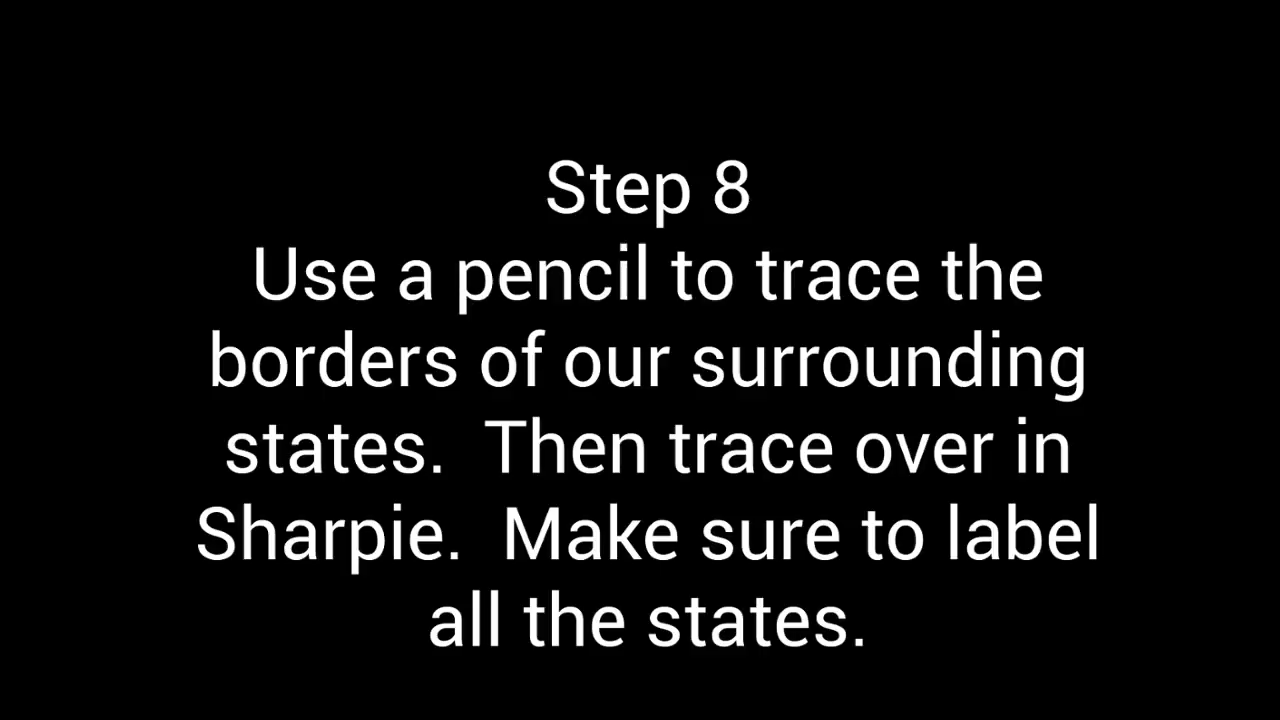 Step 8
Use a pencil to trace the
borders of our surrounding
states.  Then trace over in
Sharpie.  Make sure to label
all the states.